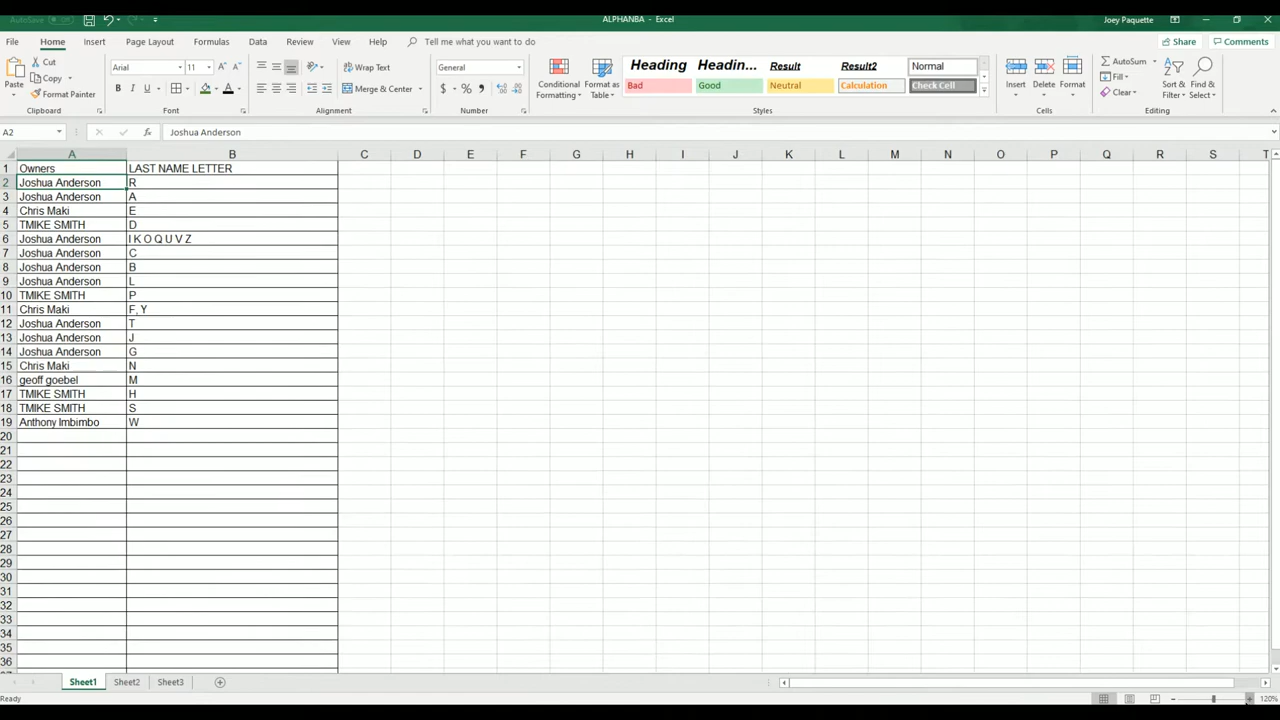 AutoSave Off ALPHANBA - Excel Joey Paquette
File Home Insert Page Layout Formulas Data Review View Help Tell me what you want to do Share Comments
Paste Cut Copy Format Painter Clipboard
Arial 11 A A B I U A Font
Wrap Text Merge & Center Alignment
General $ % Number
Conditional Formatting Format as Table
Heading Headin... Result Result2 Normal
Bad Good Neutral Calculation Check Cell
Styles
Insert Delete Format Cells
AutoSum Fill Clear Sort & Filter Find & Select Editing
A2 fx Joshua Anderson
A B C D E F G H I J K L M N O P Q R S T
1 Owners LAST NAME LETTER
2 Joshua Anderson R
3 Joshua Anderson A
4 Chris Maki E
5 TMIKE SMITH D
6 Joshua Anderson I K O Q U V Z
7 Joshua Anderson C
8 Joshua Anderson B
9 Joshua Anderson L
10 TMIKE SMITH P
11 Chris Maki F, Y
12 Joshua Anderson T
13 Joshua Anderson J
14 Joshua Anderson G
15 Chris Maki N
16 geoff goebel M
17 TMIKE SMITH H
18 TMIKE SMITH S
19 Anthony Imbimbo W
20
21
22
23
24
25
26
27
28
29
30
31
32
33
34
35
36
Sheet1 Sheet2 Sheet3
Ready 120%